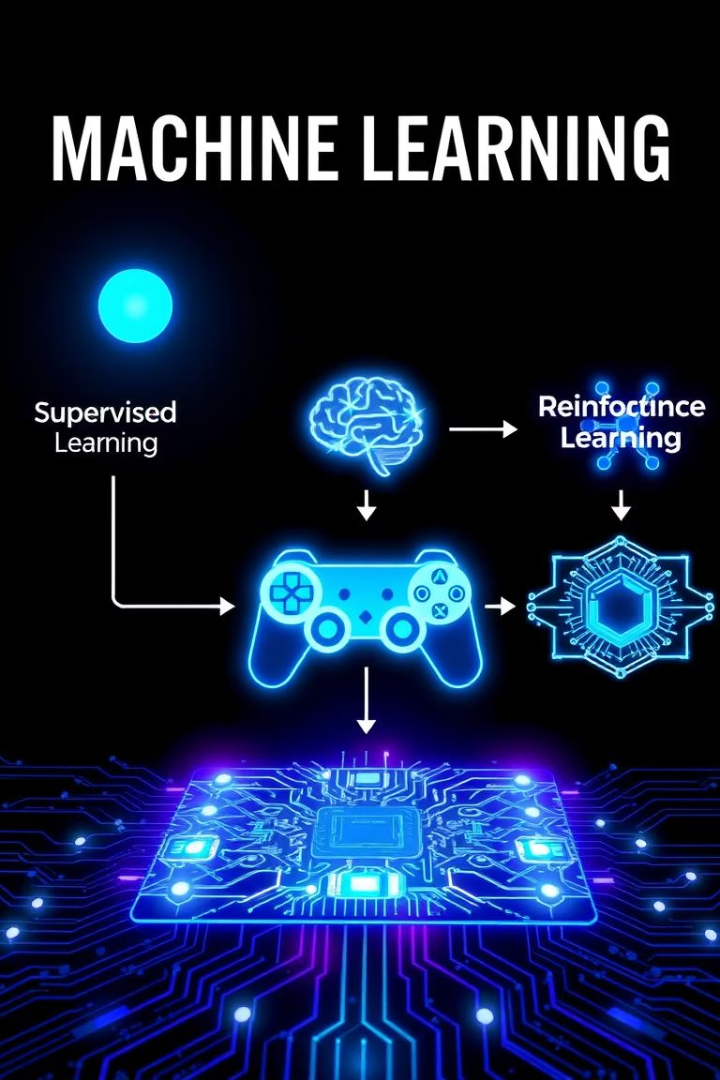 MACHINE LEARNING
Supervised
Learning
Reinfoctince
Learning
A
X